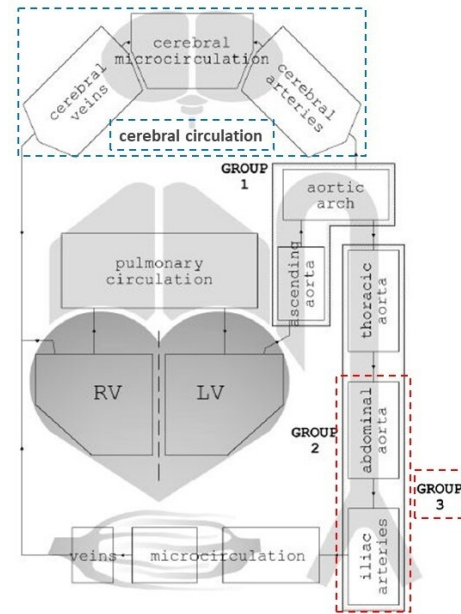 cerebral
microcirculation
cerebral
veins
cerebral
arteries
cerebral circulation
GROUP
1
aortic
arch
ascending
aorta
pulmonary
circulation
thoracic
aorta
RV
LV
GROUP
2
abdominal
aorta
GROUP
3
veins
microcirculation
iliac
arteries